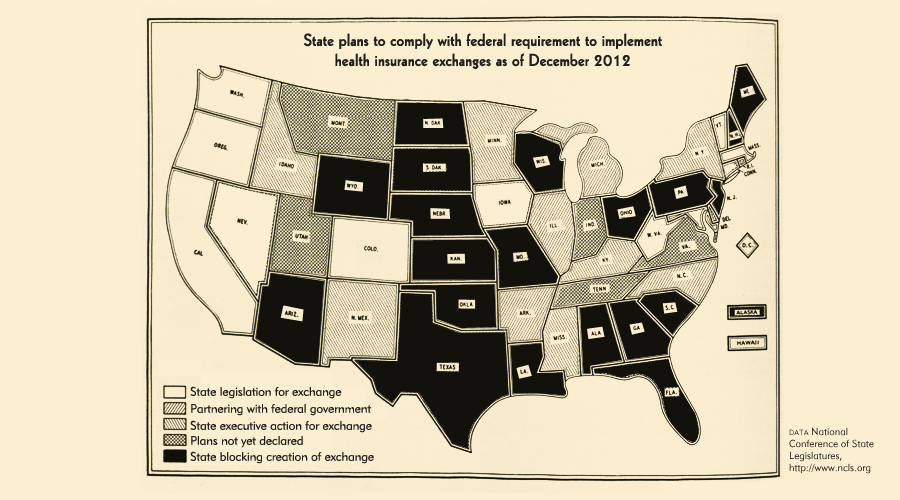 State plans to comply with federal requirement to implement
health insurance exchanges as of December 2012
WASH.
OREG.
CAL
NEV.
IDAHO
MONT.
WYO.
UTAH
COLO.
ARIZ.
N. MEX.
N. DAK
S. DAK.
NEBR
KAN.
OKLA
TEXAS
MINN.
IOWA
MO.
ARK.
LA.
WIS.
ILL.
MICH.
IND.
OHIO
KY
TENN
MISS.
ALA
GA
FLA.
S.C
N.C.
VA.
W. VA.
PA
N.Y.
VT.
N.H.
ME
MASS.
R.I.
CONN.
N.J.
DEL
MD.
D.C.
ALASKA
HAWAII
State legislation for exchange
Partnering with federal government
State executive action for exchange
Plans not yet declared
State blocking creation of exchange
DATA National
Conference of State
Legislatures,
http://www.ncls.org